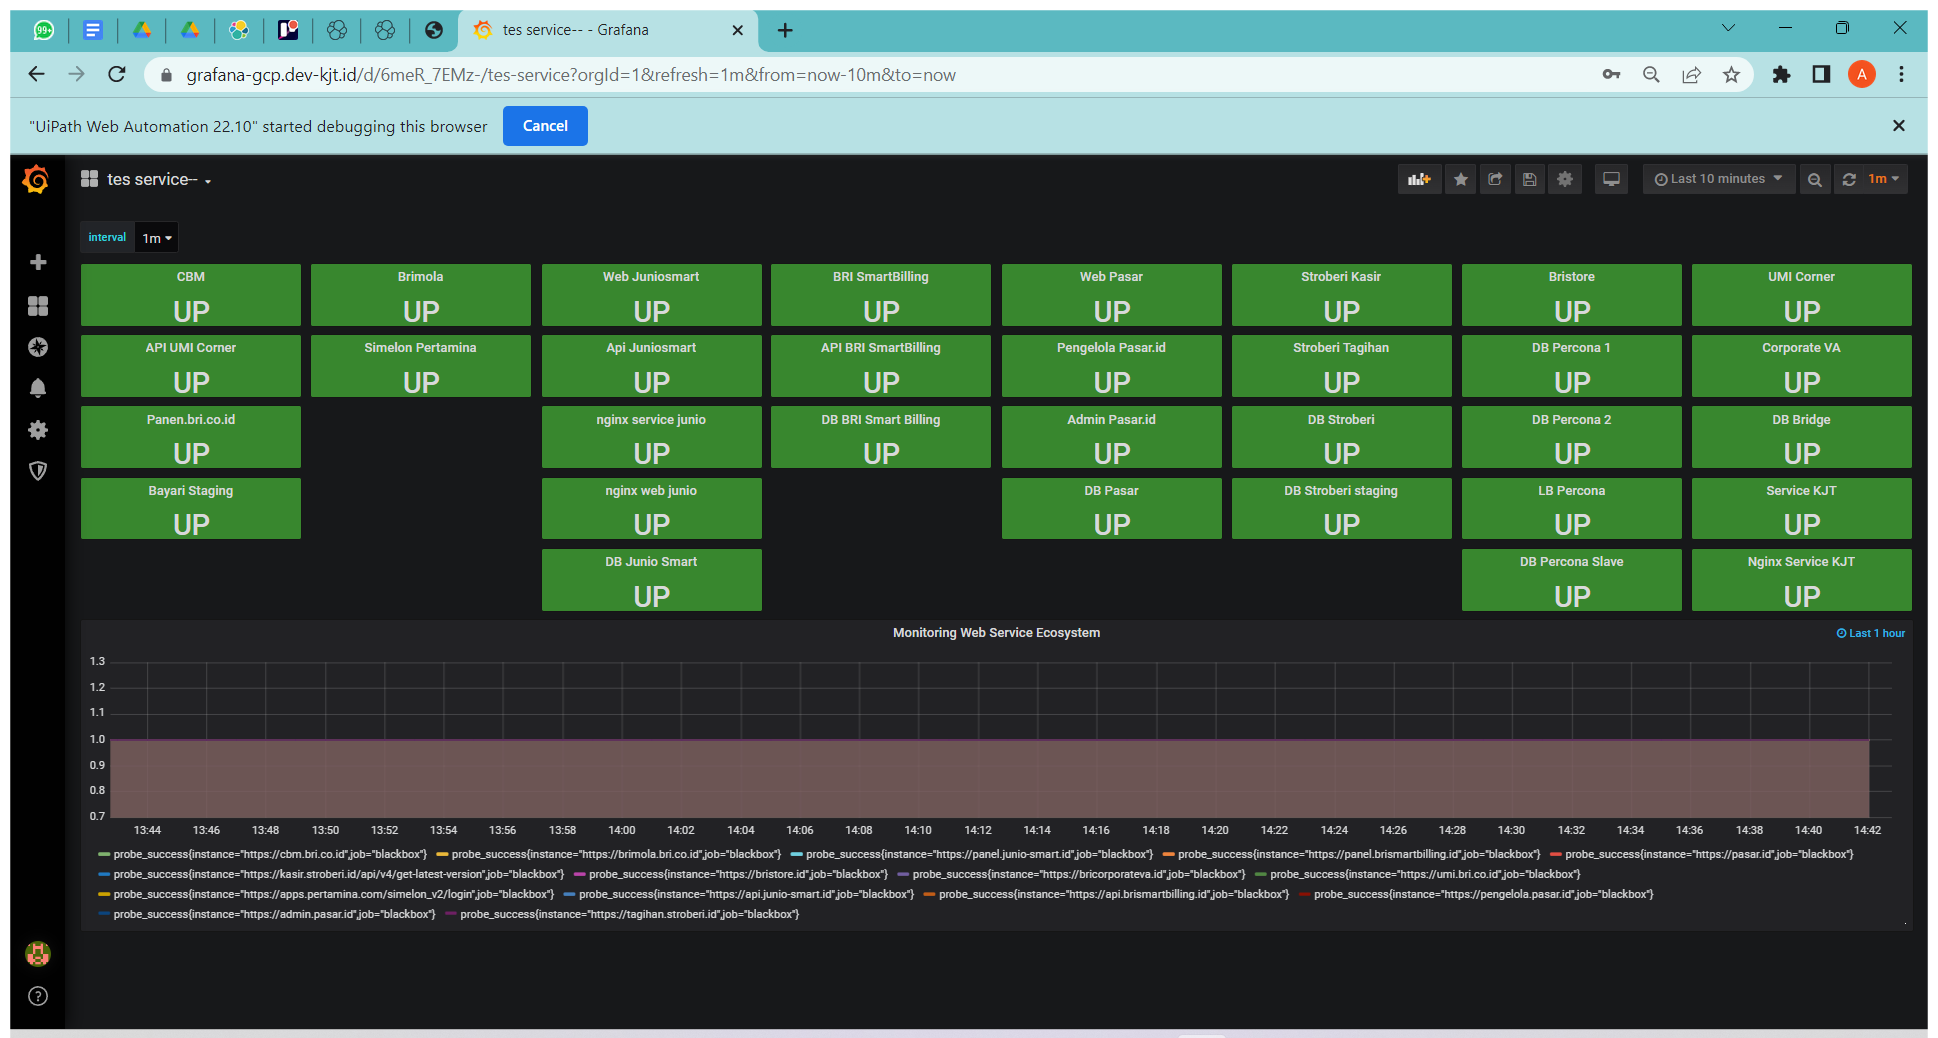 99+
tes service-- - Grafana
grafana-gcp.dev-kjt.id/d/6meR_7EMz-/tes-service?orgId=1&refresh=1m&from=now-10m&to=now
A
"UiPath Web Automation 22.10" started debugging this browser
Cancel
tes service--
Last 10 minutes
1m
interval
1m
CBM
UP
Brimola
UP
Web Juniosmart
UP
BRI SmartBilling
UP
Web Pasar
UP
Stroberi Kasir
UP
Bristore
UP
UMI Corner
UP
API UMI Corner
UP
Simelon Pertamina
UP
Api Juniosmart
UP
API BRI SmartBilling
UP
Pengelola Pasar.id
UP
Stroberi Tagihan
UP
DB Percona 1
UP
Corporate VA
UP
Panen.bri.co.id
UP
nginx service junio
UP
DB BRI Smart Billing
UP
Admin Pasar.id
UP
DB Stroberi
UP
DB Percona 2
UP
DB Bridge
UP
Bayari Staging
UP
nginx web junio
UP
DB Pasar
UP
DB Stroberi staging
UP
LB Percona
UP
Service KJT
UP
DB Junio Smart
UP
DB Percona Slave
UP
Nginx Service KJT
UP
Monitoring Web Service Ecosystem
Last 1 hour
1.3
1.2
1.1
1.0
0.9
0.8
0.7
13:44 13:46 13:48 13:50 13:52 13:54 13:56 13:58 14:00 14:02 14:04 14:06 14:08 14:10 14:12 14:14 14:16 14:18 14:20 14:22 14:24 14:26 14:28 14:30 14:32 14:34 14:36 14:38 14:40 14:42
probe_success{instance="https://cbm.bri.co.id",job="blackbox"} probe_success{instance="https://brimola.bri.co.id",job="blackbox"} probe_success{instance="https://panel.junio-smart.id",job="blackbox"} probe_success{instance="https://panel.brismartbilling.id",job="blackbox"} probe_success{instance="https://pasar.id",job="blackbox"}
probe_success{instance="https://kasir.stroberi.id/api/v4/get-latest-version",job="blackbox"} probe_success{instance="https://bristore.id",job="blackbox"} probe_success{instance="https://bricorporateva.id",job="blackbox"} probe_success{instance="https://umi.bri.co.id",job="blackbox"}
probe_success{instance="https://apps.pertamina.com/simelon_v2/login",job="blackbox"} probe_success{instance="https://api.junio-smart.id",job="blackbox"} probe_success{instance="https://api.brismartbilling.id",job="blackbox"} probe_success{instance="https://pengelola.pasar.id",job="blackbox"}
probe_success{instance="https://admin.pasar.id",job="blackbox"} probe_success{instance="https://tagihan.stroberi.id",job="blackbox"}